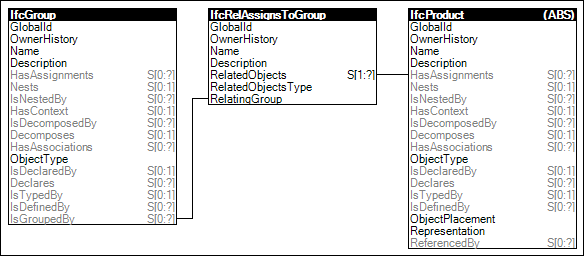 IfcGroup
GlobalId
OwnerHistory
Name
Description
HasAssignments S[0:?]
Nests S[0:1]
IsNestedBy S[0:?]
HasContext S[0:1]
IsDecomposedBy S[0:?]
Decomposes S[0:1]
HasAssociations S[0:?]
ObjectType
IsDeclaredBy S[0:1]
Declares S[0:?]
IsTypedBy S[0:1]
IsDefinedBy S[0:?]
IsGroupedBy S[0:?]
IfcRelAssignsToGroup
GlobalId
OwnerHistory
Name
Description
RelatedObjects S[1:?]
RelatedObjectsType
RelatingGroup
IfcProduct (ABS)
GlobalId
OwnerHistory
Name
Description
HasAssignments S[0:?]
Nests S[0:1]
IsNestedBy S[0:?]
HasContext S[0:1]
IsDecomposedBy S[0:?]
Decomposes S[0:1]
HasAssociations S[0:?]
ObjectType
IsDeclaredBy S[0:1]
Declares S[0:?]
IsTypedBy S[0:1]
IsDefinedBy S[0:?]
ObjectPlacement
Representation
ReferencedBy S[0:?]